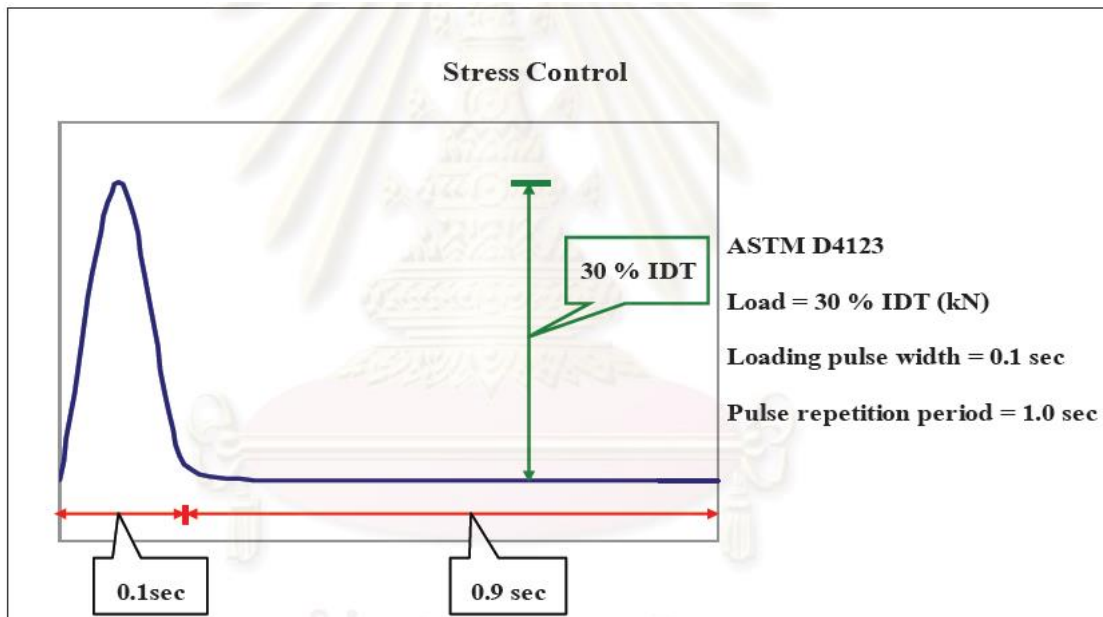 Stress Control
30 % IDT
ASTM D4123
Load = 30 % IDT (kN)
Loading pulse width = 0.1 sec
Pulse repetition period = 1.0 sec
0.1sec
0.9 sec